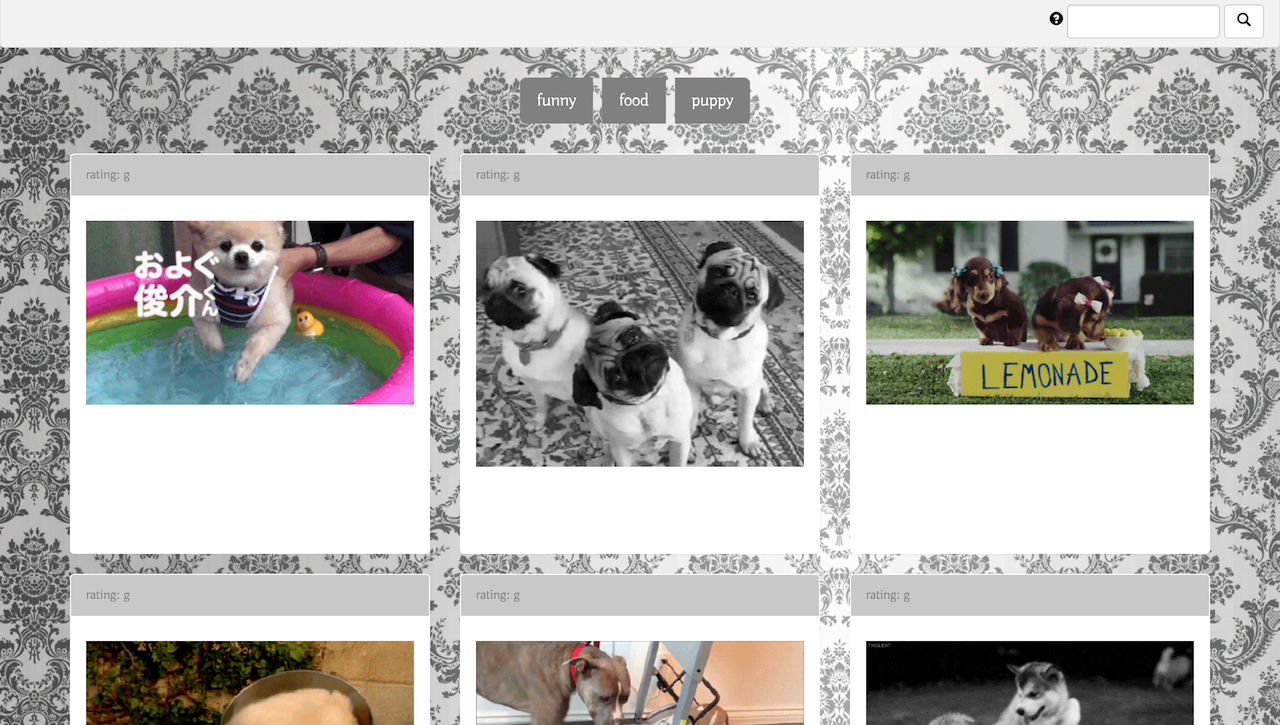 funny
food
puppy
rating: g
rating: g
rating: g
およぐ
俊介くん
LEMONADE
rating: g
rating: g
rating: g